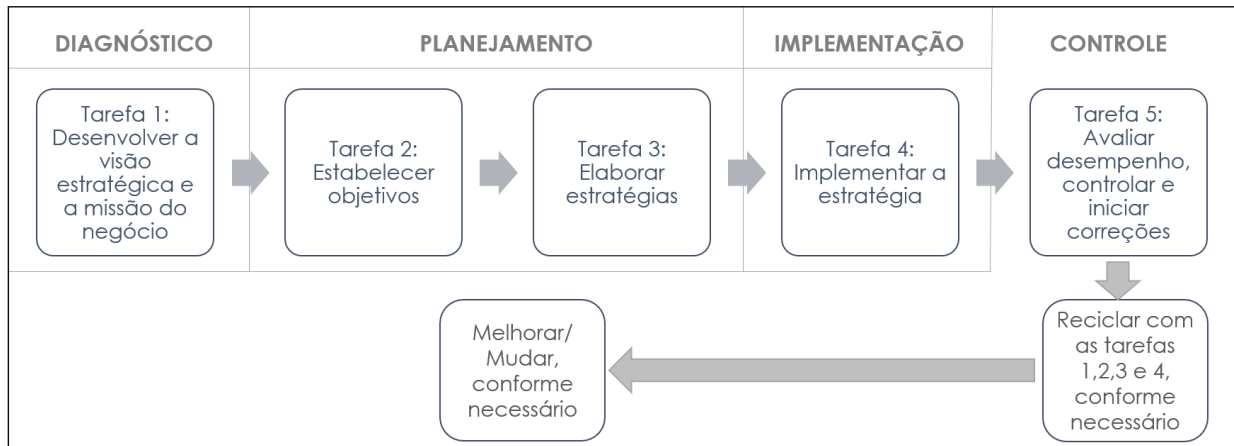 DIAGNÓSTICO
PLANEJAMENTO
IMPLEMENTAÇÃO
CONTROLE
Tarefa 1:
Desenvolver a
visão
estratégica e
a missão do
negócio
Tarefa 2:
Estabelecer
objetivos
Tarefa 3:
Elaborar
estratégias
Tarefa 4:
Implementar a
estratégia
Tarefa 5:
Avaliar
desempenho,
controlar e
iniciar
correções
Reciclar com
as tarefas
1,2,3 e 4,
conforme
necessário
Melhorar/
Mudar,
conforme
necessário